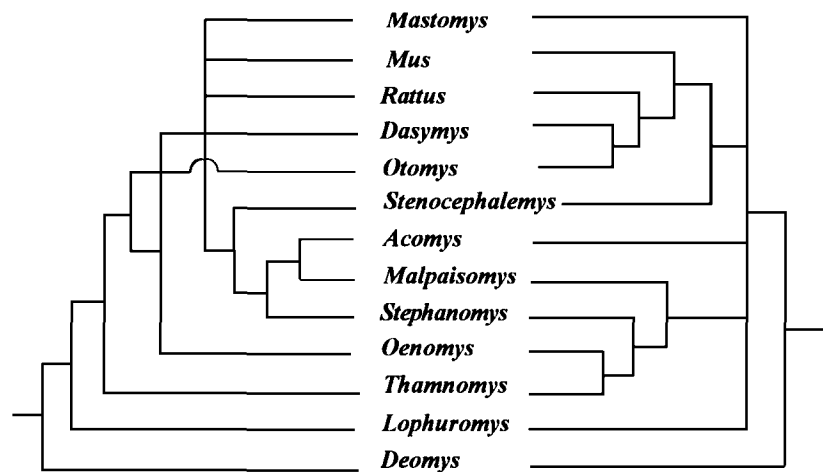 Mastomys
Mus
Rattus
Dasymys
Otomys
Stenocephalemys
Acomys
Malpaisomys
Stephanomys
Oenomys
Thamnomys
Lophuromys
Deomys